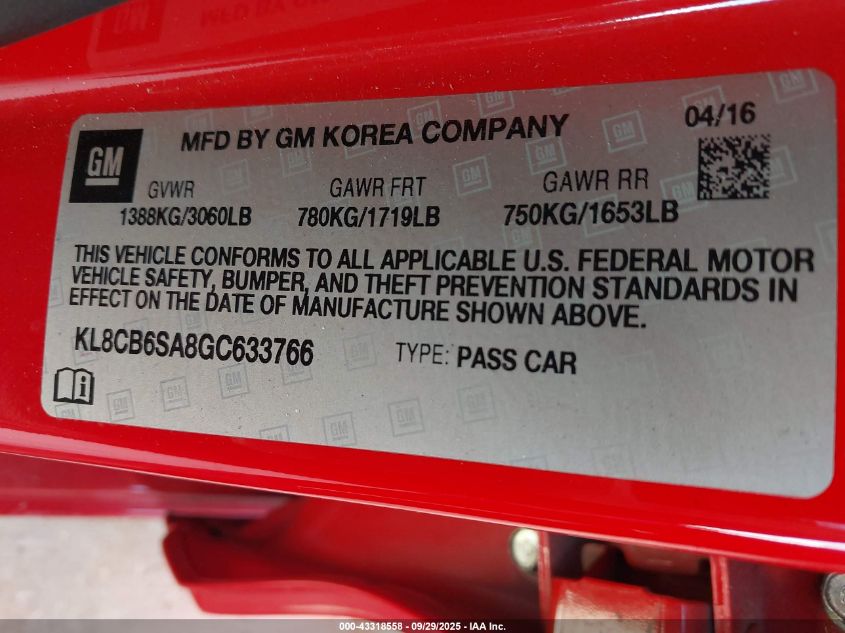 MFD BY GM KOREA COMPANY
04/16
GM
GVWR GAWR FRT GAWR RR
1388KG/3060LB 780KG/1719LB 750KG/1653LB
THIS VEHICLE CONFORMS TO ALL APPLICABLE U.S. FEDERAL MOTOR
VEHICLE SAFETY, BUMPER, AND THEFT PREVENTION STANDARDS IN
EFFECT ON THE DATE OF MANUFACTURE SHOWN ABOVE.
KL8CB6SA8GC633766 TYPE: PASS CAR
000-43318558 - 09/29/2025 - IAA Inc.